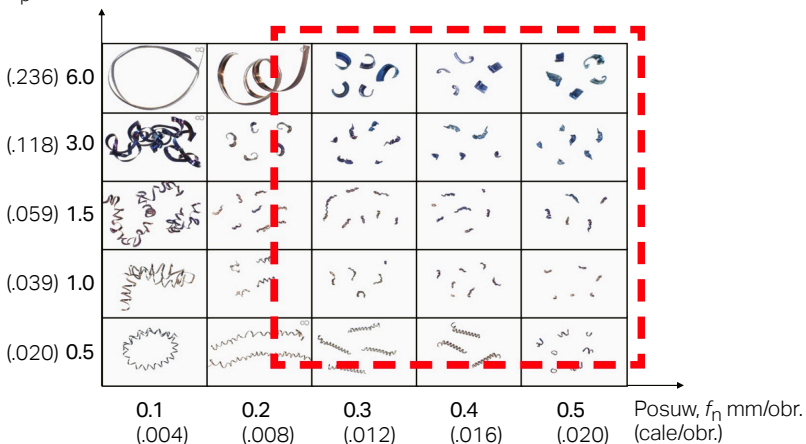 p
(.236) 6.0
(.118) 3.0
(.059) 1.5
(.039) 1.0
(.020) 0.5
0.1 0.2 0.3 0.4 0.5 Posuw, fn mm/obr.
(.004) (.008) (.012) (.016) (.020) (cale/obr.)